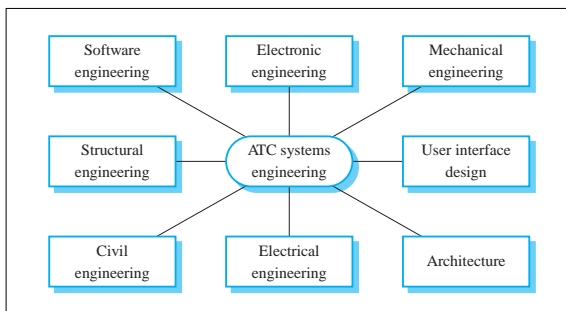 Software
engineering
Electronic
engineering
Mechanical
engineering
Structural
engineering
ATC systems
engineering
User interface
design
Civil
engineering
Electrical
engineering
Architecture